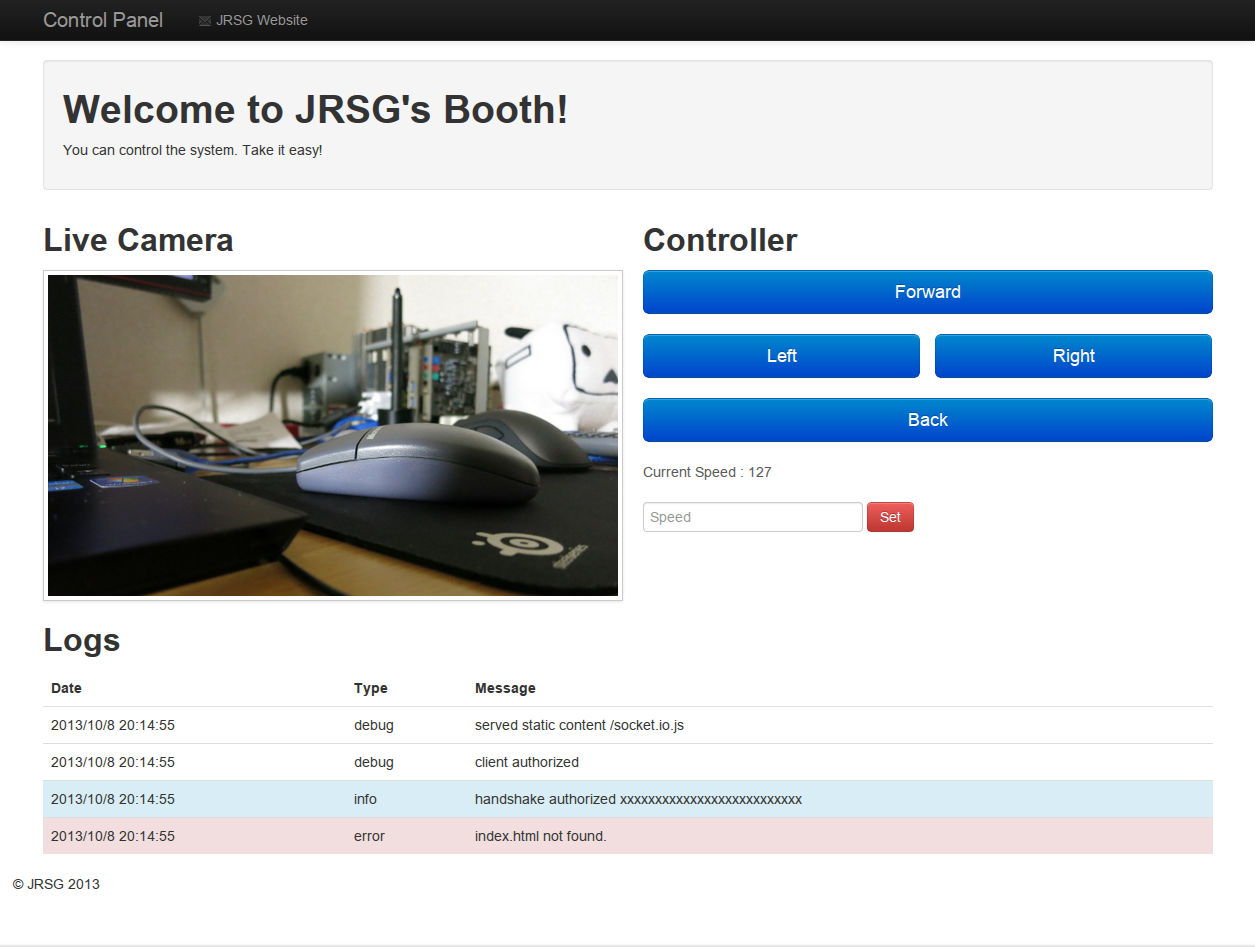 Control Panel
JRSG Website
Welcome to JRSG's Booth!
You can control the system. Take it easy!
Live Camera
Controller
Forward
Left
Right
Back
Current Speed : 127
Speed
Set
steelseries
Logs
Date Type Message
2013/10/8 20:14:55 debug served static content /socket.io.js
2013/10/8 20:14:55 debug client authorized
2013/10/8 20:14:55 info handshake authorized xxxxxxxxxxxxxxxxxxxxxxxxxx
2013/10/8 20:14:55 error index.html not found.
© JRSG 2013